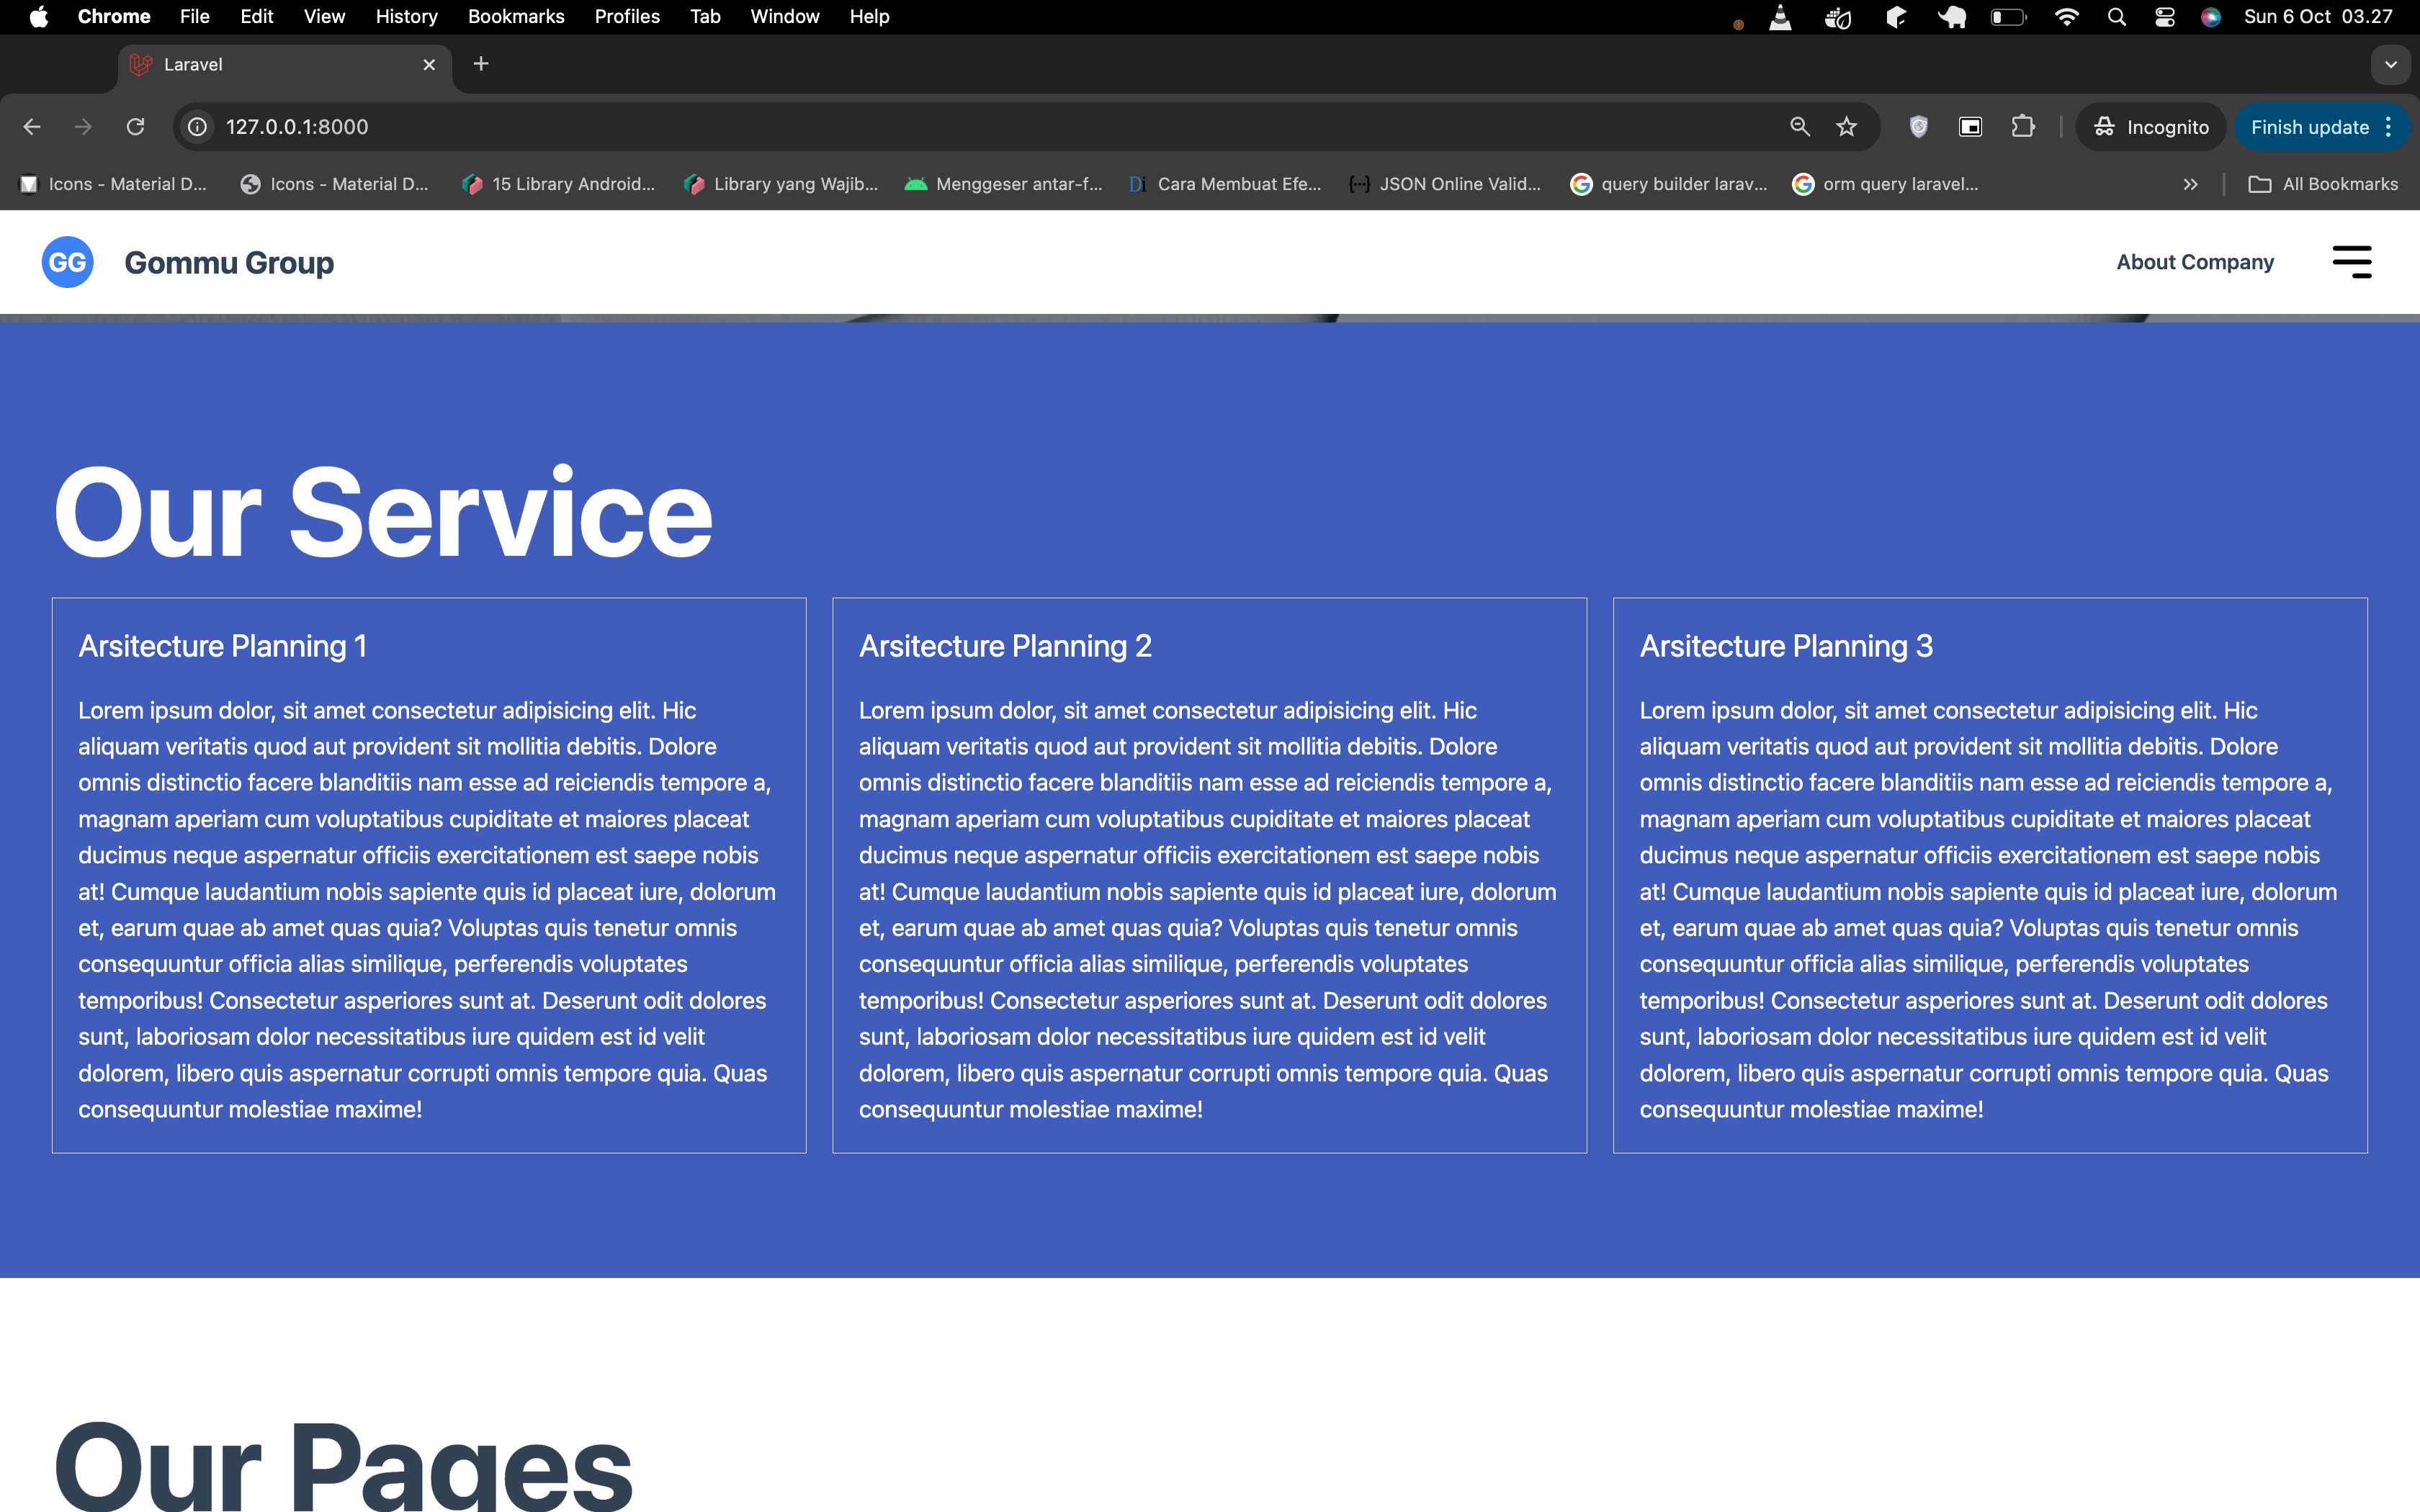 Chrome File Edit View History Bookmarks Profiles Tab Window Help Sun 6 Oct 03.27
Laravel
127.0.0.1:8000 Incognito Finish update
Icons - Material D... Icons - Material D... 15 Library Android... Library yang Wajib... Menggeser antar-f... Di Cara Membuat Efe... JSON Online Valid... query builder larav... orm query laravel... All Bookmarks
GG Gommu Group About Company
Our Service
Arsitecture Planning 1
Lorem ipsum dolor, sit amet consectetur adipisicing elit. Hic
aliquam veritatis quod aut provident sit mollitia debitis. Dolore
omnis distinctio facere blanditiis nam esse ad reiciendis tempore a,
magnam aperiam cum voluptatibus cupiditate et maiores placeat
ducimus neque aspernatur officiis exercitationem est saepe nobis
at! Cumque laudantium nobis sapiente quis id placeat iure, dolorum
et, earum quae ab amet quas quia? Voluptas quis tenetur omnis
consequuntur officia alias similique, perferendis voluptates
temporibus! Consectetur asperiores sunt at. Deserunt odit dolores
sunt, laboriosam dolor necessitatibus iure quidem est id velit
dolorem, libero quis aspernatur corrupti omnis tempore quia. Quas
consequuntur molestiae maxime!
Arsitecture Planning 2
Lorem ipsum dolor, sit amet consectetur adipisicing elit. Hic
aliquam veritatis quod aut provident sit mollitia debitis. Dolore
omnis distinctio facere blanditiis nam esse ad reiciendis tempore a,
magnam aperiam cum voluptatibus cupiditate et maiores placeat
ducimus neque aspernatur officiis exercitationem est saepe nobis
at! Cumque laudantium nobis sapiente quis id placeat iure, dolorum
et, earum quae ab amet quas quia? Voluptas quis tenetur omnis
consequuntur officia alias similique, perferendis voluptates
temporibus! Consectetur asperiores sunt at. Deserunt odit dolores
sunt, laboriosam dolor necessitatibus iure quidem est id velit
dolorem, libero quis aspernatur corrupti omnis tempore quia. Quas
consequuntur molestiae maxime!
Arsitecture Planning 3
Lorem ipsum dolor, sit amet consectetur adipisicing elit. Hic
aliquam veritatis quod aut provident sit mollitia debitis. Dolore
omnis distinctio facere blanditiis nam esse ad reiciendis tempore a,
magnam aperiam cum voluptatibus cupiditate et maiores placeat
ducimus neque aspernatur officiis exercitationem est saepe nobis
at! Cumque laudantium nobis sapiente quis id placeat iure, dolorum
et, earum quae ab amet quas quia? Voluptas quis tenetur omnis
consequuntur officia alias similique, perferendis voluptates
temporibus! Consectetur asperiores sunt at. Deserunt odit dolores
sunt, laboriosam dolor necessitatibus iure quidem est id velit
dolorem, libero quis aspernatur corrupti omnis tempore quia. Quas
consequuntur molestiae maxime!
Our Pages